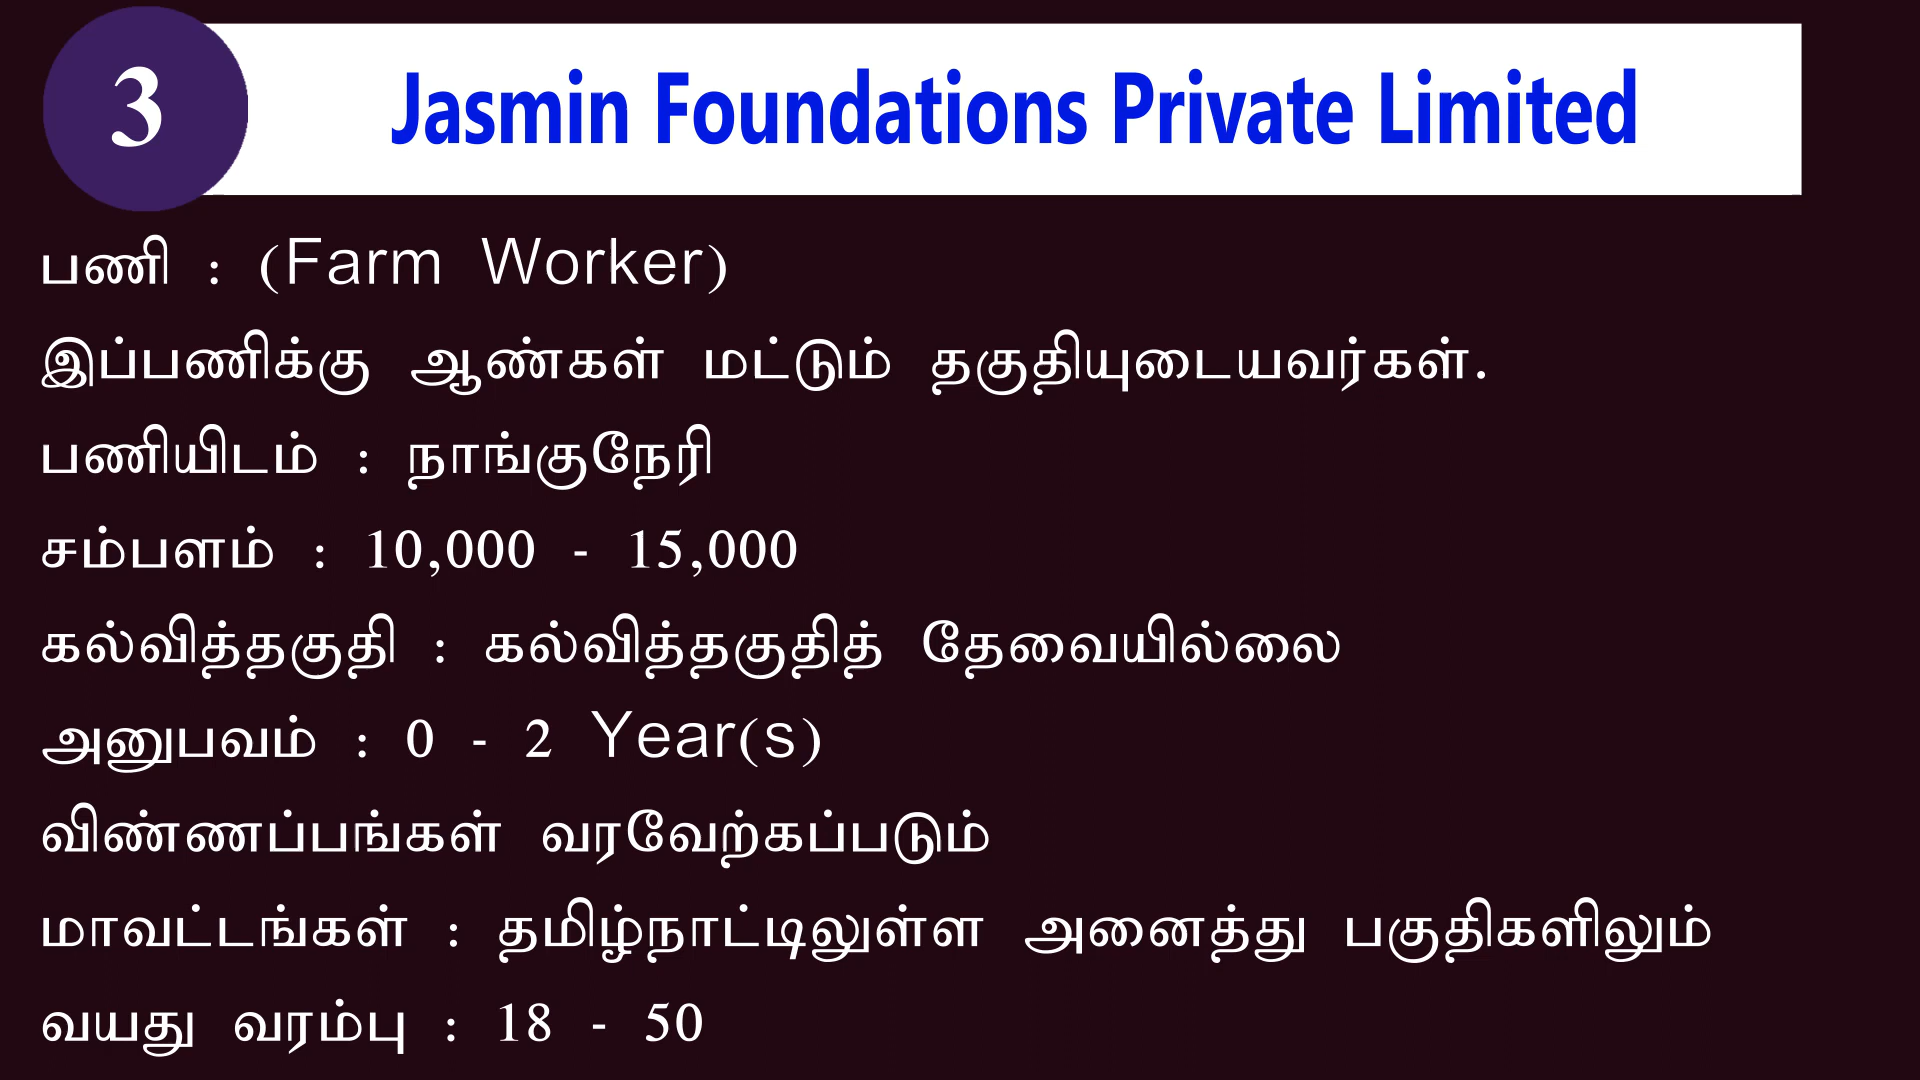 3
Jasmin Foundations Private Limited
பணி : (Farm Worker)
இப்பணிக்கு ஆண்கள் மட்டும் தகுதியுடையவர்கள்.
பணியிடம் : நாங்குநேரி
சம்பளம் : 10,000 - 15,000
கல்வித்தகுதி : கல்வித்தகுதித் தேவையில்லை
அனுபவம் : 0 - 2 Year(s)
விண்ணப்பங்கள் வரவேற்கப்படும்
மாவட்டங்கள் : தமிழ்நாட்டிலுள்ள அனைத்து பகுதிகளிலும்
வயது வரம்பு : 18 - 50